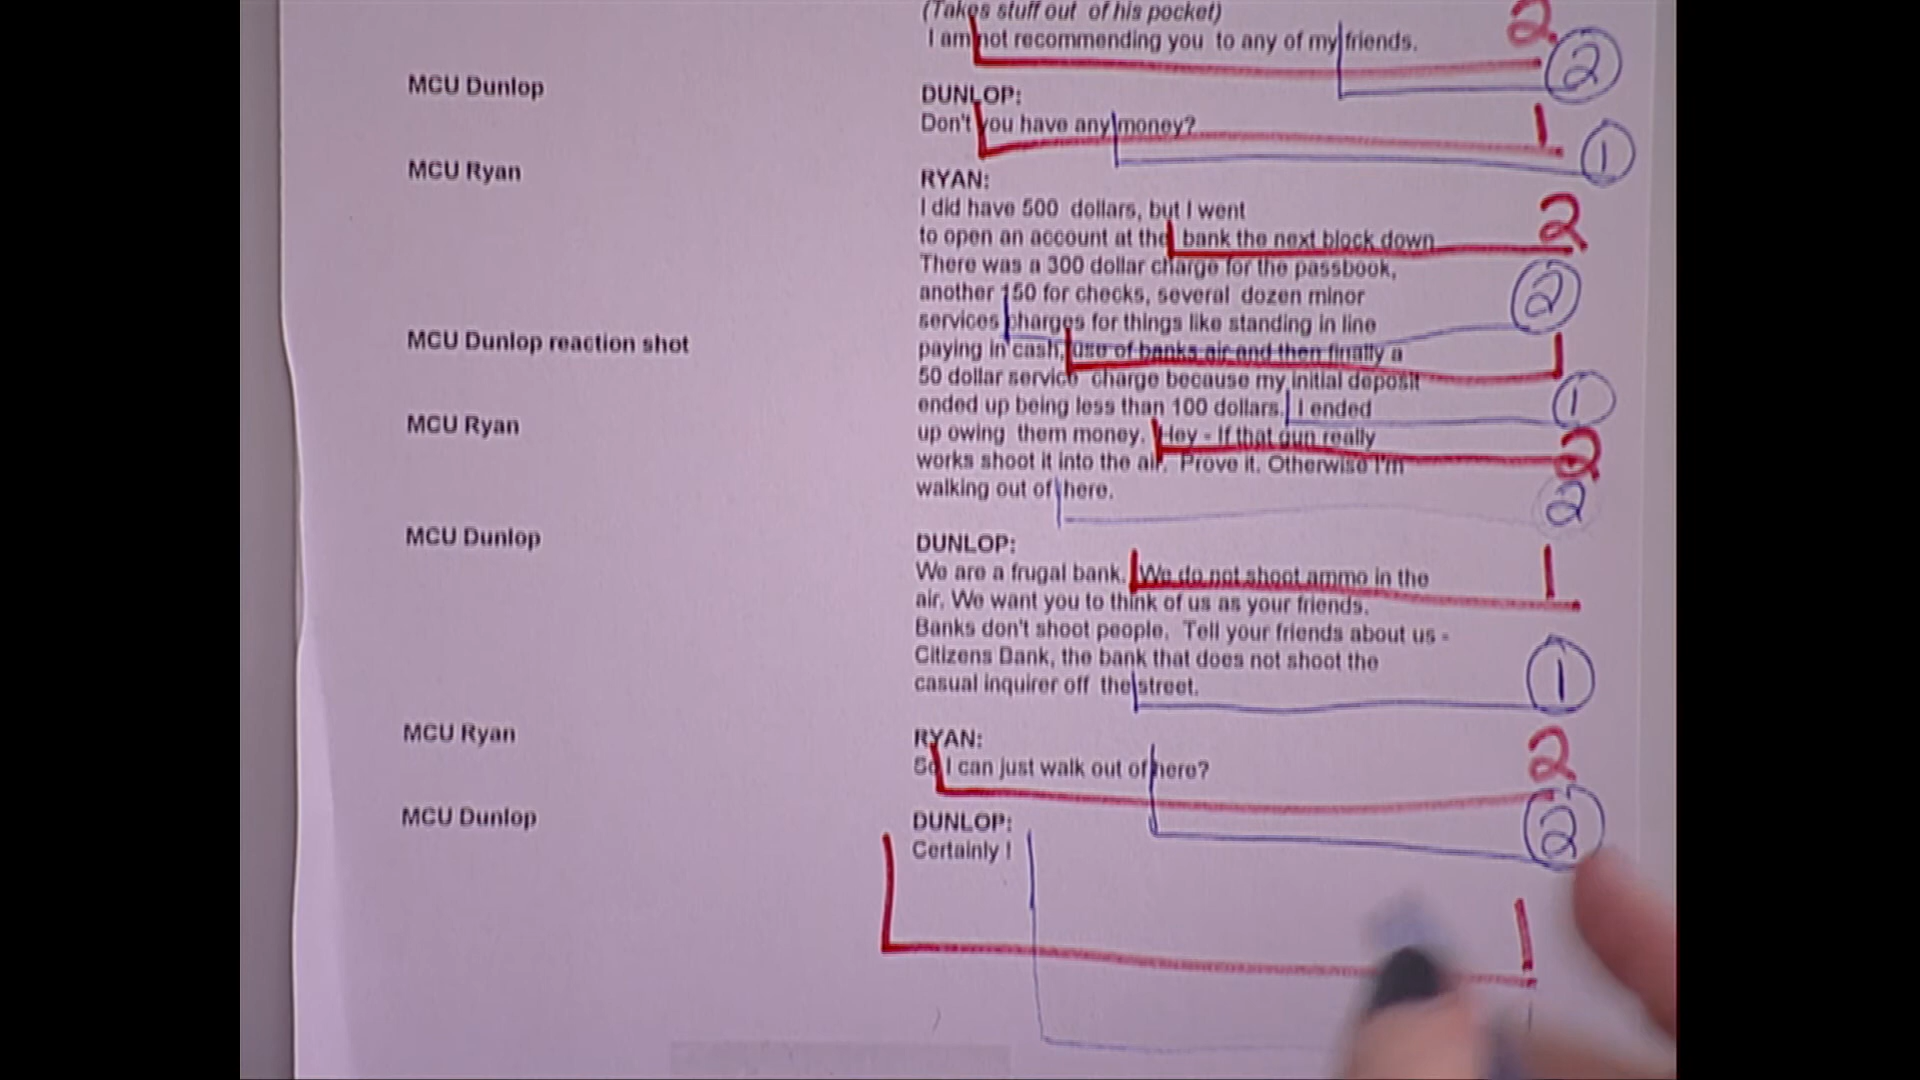 (Takes stuff out of his pocket)
I am not recommending you to any of my friends.
2
2
MCU Dunlop
DUNLOP:
Don't you have any money?
1
1
MCU Ryan
RYAN:
I did have 500 dollars, but I went
to open an account at the bank the next block down
2
There was a 300 dollar charge for the passbook,
another 150 for checks, several dozen minor
2
services charges for things like standing in line
MCU Dunlop reaction shot
paying in cash, use of banks air and then finally a
1
50 dollar service charge because my initial deposit
ended up being less than 100 dollars. I ended
1
MCU Ryan
up owing them money. Hey - If that gun really
2
works shoot it into the air. Prove it. Otherwise I'm
walking out of here.
2
MCU Dunlop
DUNLOP:
We are a frugal bank. We do not shoot ammo in the
1
air. We want you to think of us as your friends.
Banks don't shoot people. Tell your friends about us -
Citizens Bank, the bank that does not shoot the
casual inquirer off the street.
1
MCU Ryan
RYAN:
So I can just walk out of here?
2
MCU Dunlop
DUNLOP:
2
Certainly !
1